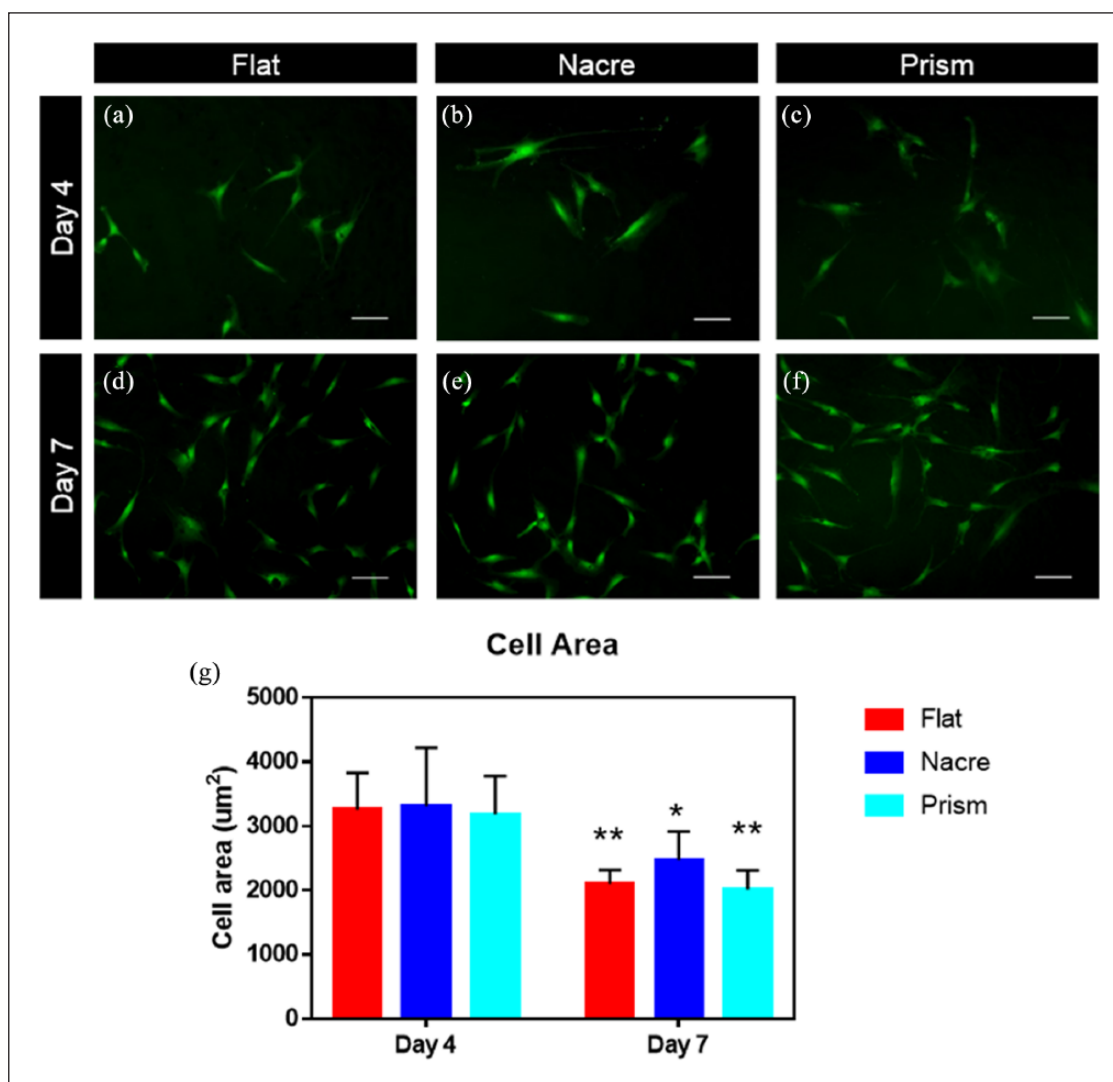 Flat Nacre Prism
Day 4
(a) (b) (c)
Day 7
(d) (e) (f)
Cell Area
(g)
Cell area (um²)
5000
4000
3000
2000
1000
0
** * **
Day 4 Day 7
Flat
Nacre
Prism